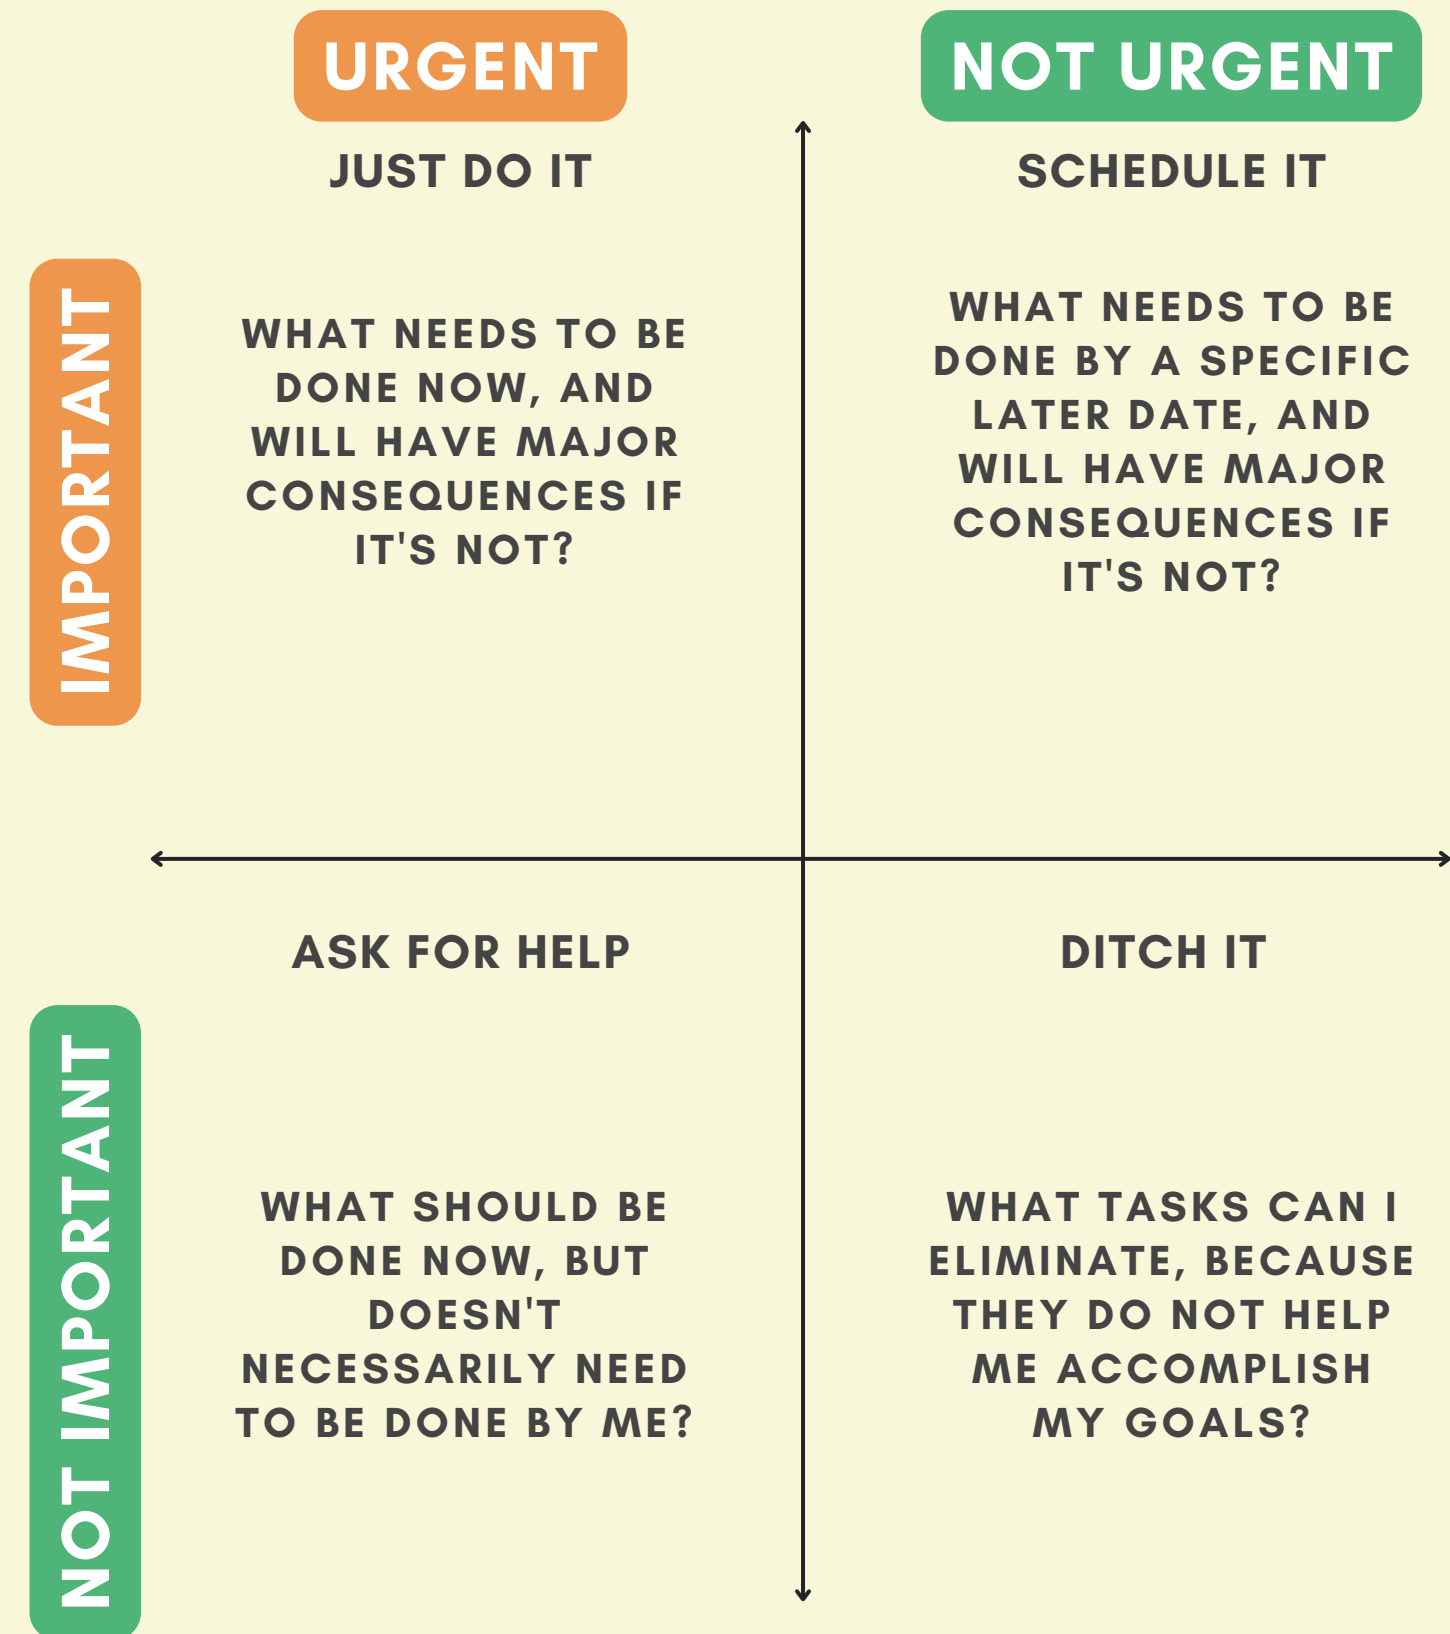 URGENT
NOT URGENT
JUST DO IT
SCHEDULE IT
IMPORTANT
WHAT NEEDS TO BE
DONE NOW, AND
WILL HAVE MAJOR
CONSEQUENCES IF
IT'S NOT?
WHAT NEEDS TO BE
DONE BY A SPECIFIC
LATER DATE, AND
WILL HAVE MAJOR
CONSEQUENCES IF
IT'S NOT?
ASK FOR HELP
DITCH IT
NOT IMPORTANT
WHAT SHOULD BE
DONE NOW, BUT
DOESN'T
NECESSARILY NEED
TO BE DONE BY ME?
WHAT TASKS CAN I
ELIMINATE, BECAUSE
THEY DO NOT HELP
ME ACCOMPLISH
MY GOALS?